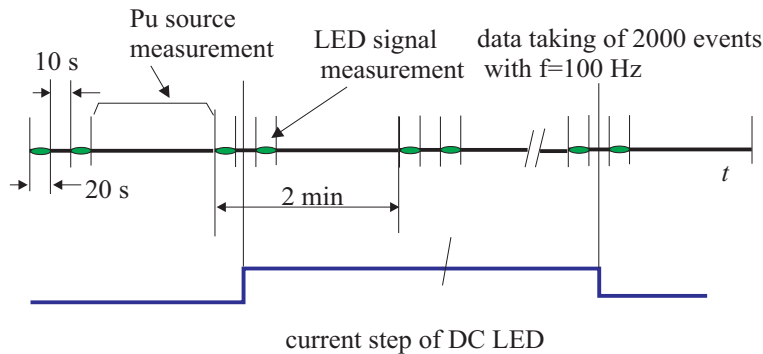 Pu source
measurement
LED signal
measurement
data taking of 2000 events
with f=100 Hz
10 s
20 s
2 min
t
current step of DC LED